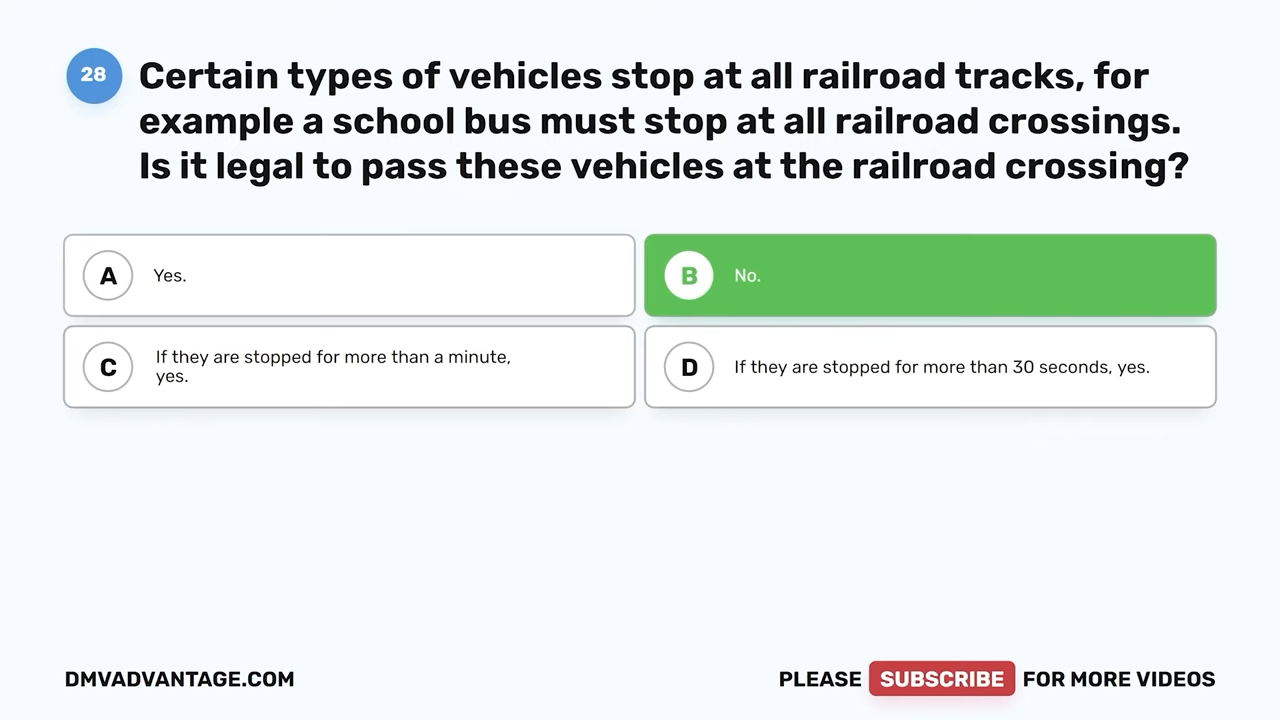 28
Certain types of vehicles stop at all railroad tracks, for
example a school bus must stop at all railroad crossings.
Is it legal to pass these vehicles at the railroad crossing?
A
Yes.
B
No.
C
If they are stopped for more than a minute,
yes.
D
If they are stopped for more than 30 seconds, yes.
DMVADVANTAGE.COM
PLEASE SUBSCRIBE FOR MORE VIDEOS